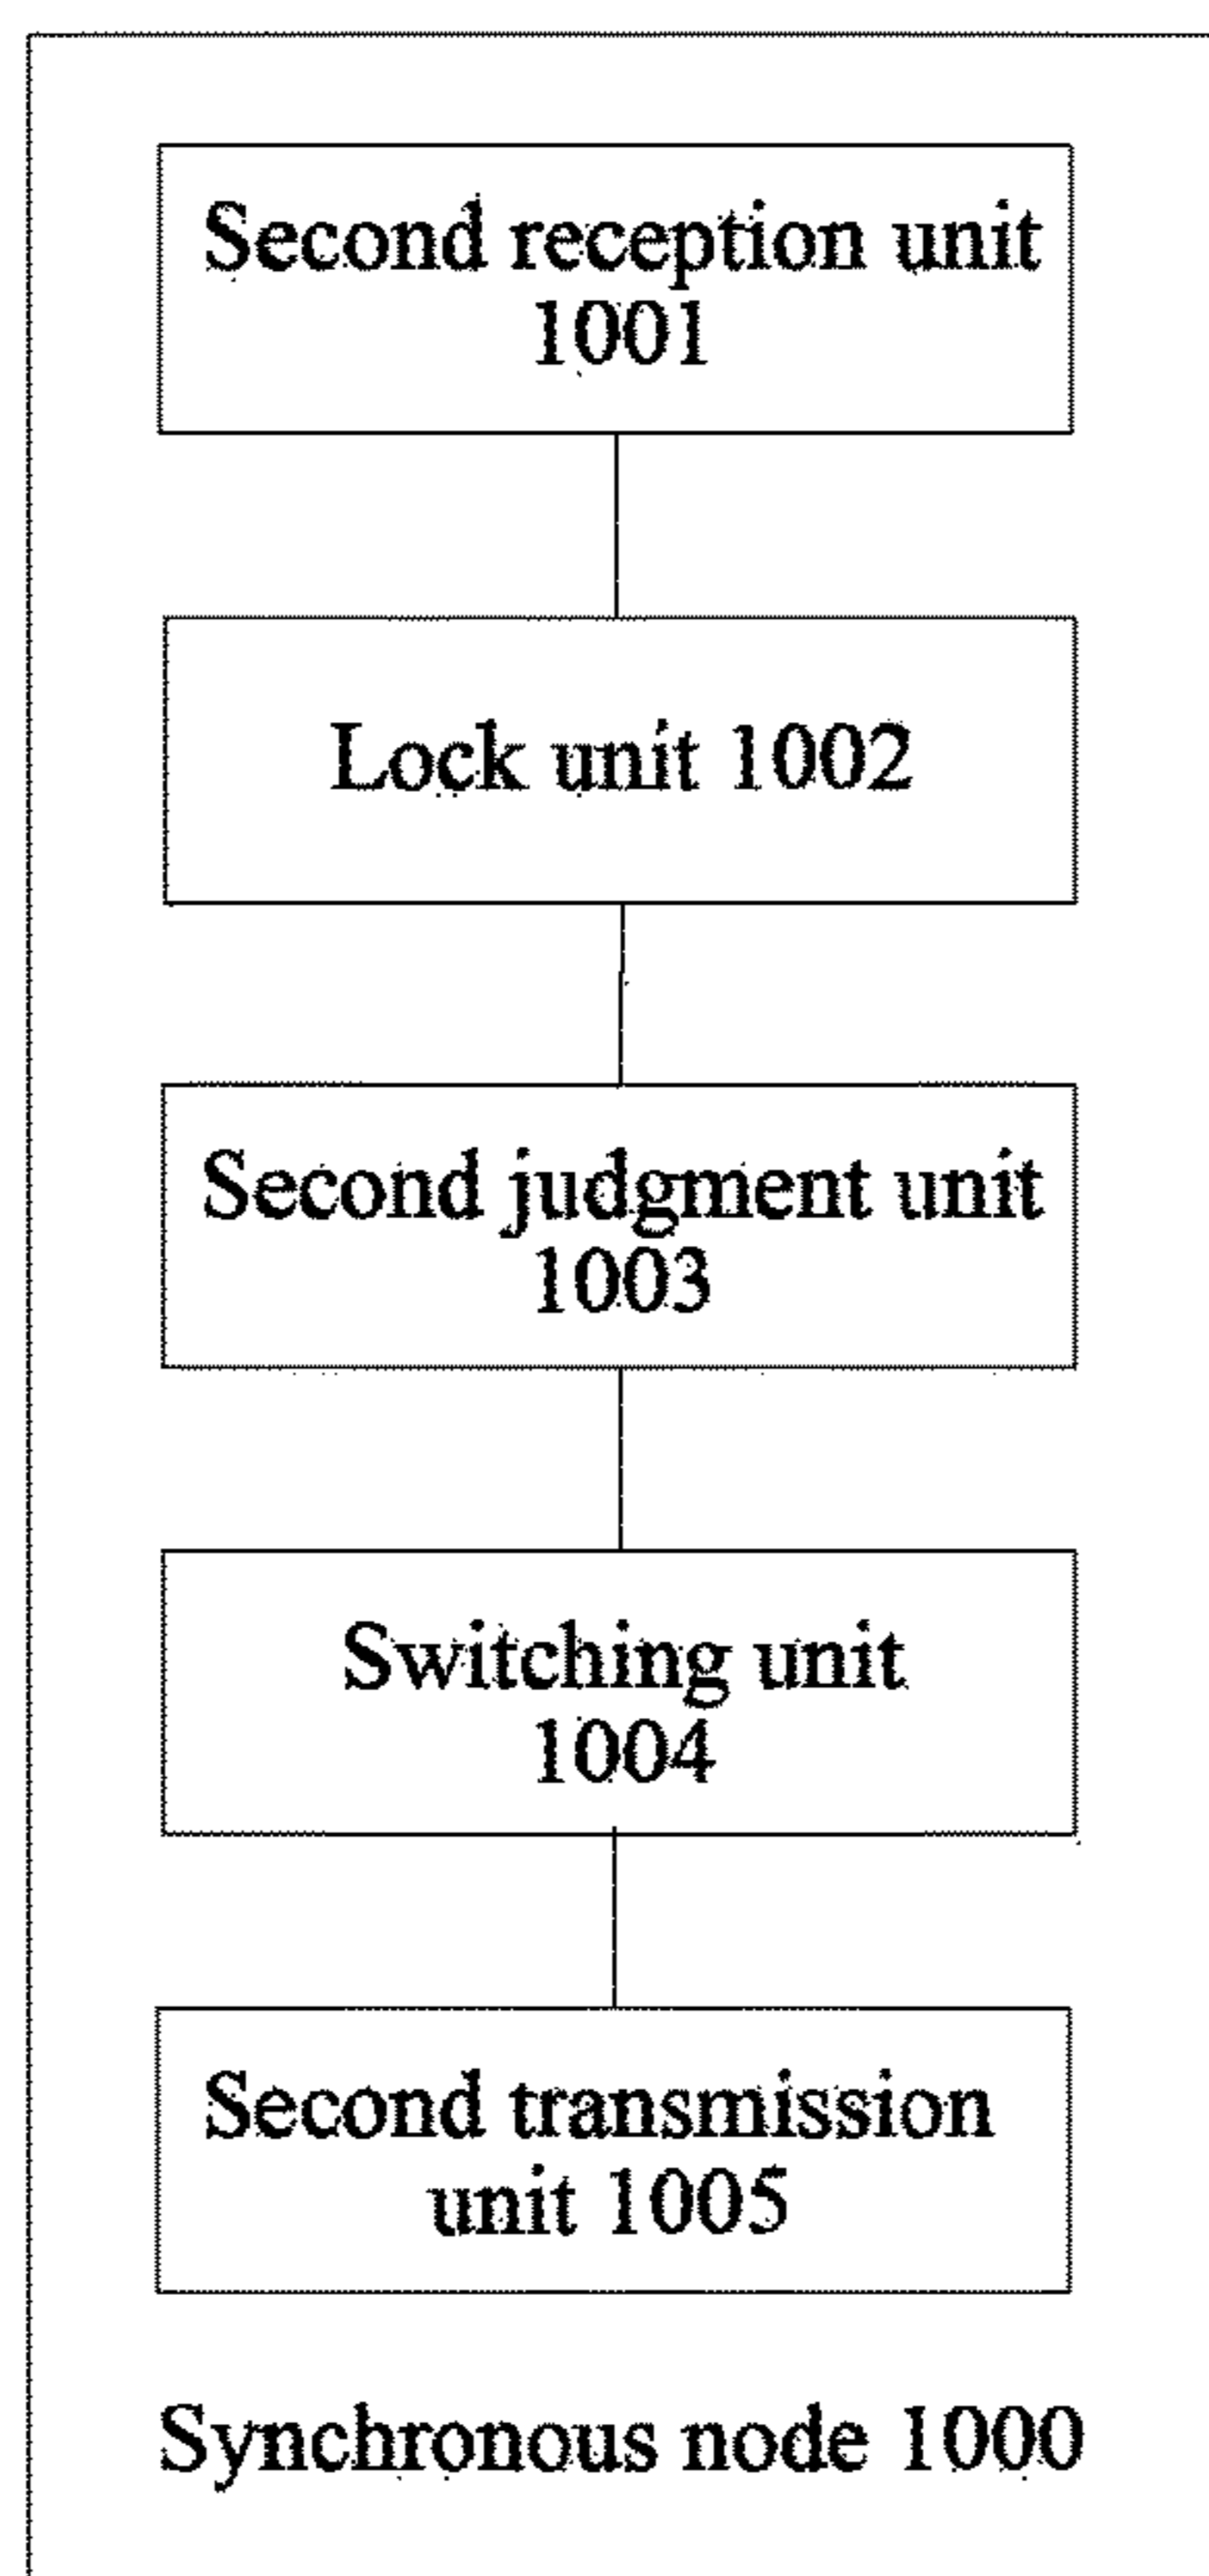 Second reception unit
1001
Lock unit 1002
Second judgment unit
1003
Switching unit
1004
Second transmission
unit 1005
Synchronous node 1000